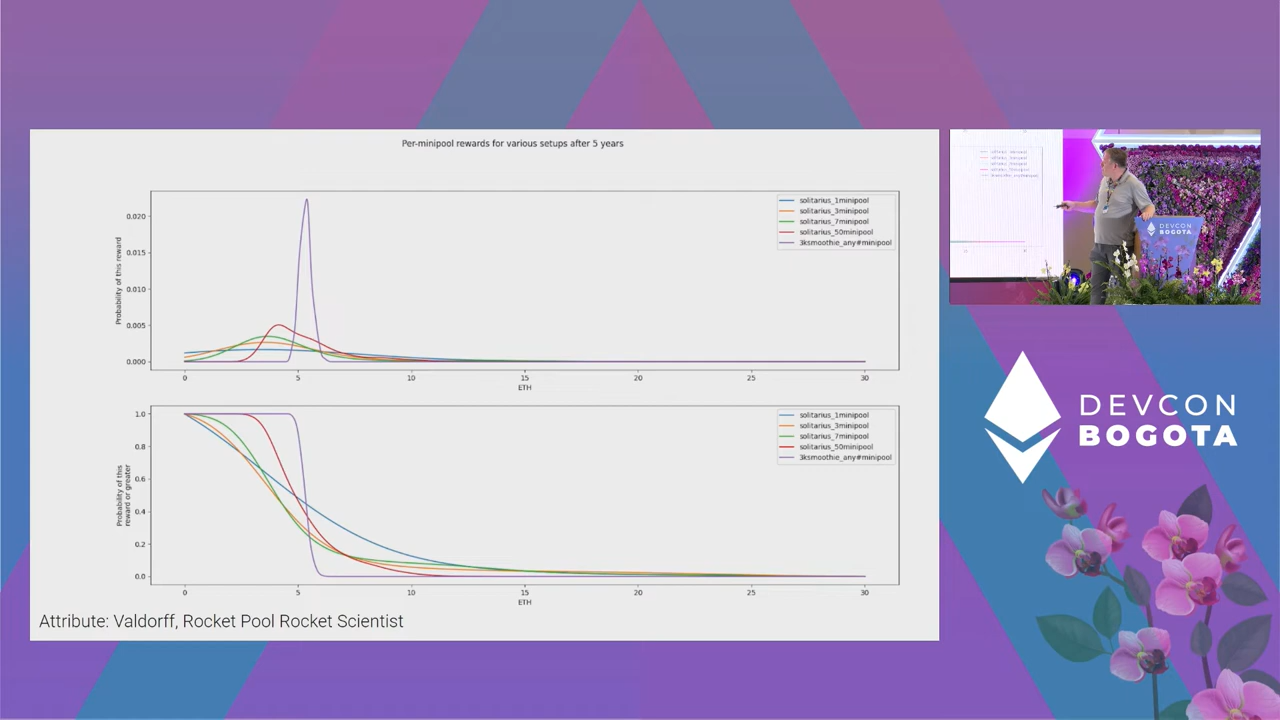 Per-minipool rewards for various setups after 5 years
Probability of this reward
0.020
0.015
0.010
0.005
0.000
solitarius_1minipool
solitarius_3minipool
solitarius_7minipool
solitarius_50minipool
3ksmoothie_any#minipool
0 5 10 15 20 25 30
ETH
Probability of this
reward or greater
1.0
0.8
0.6
0.4
0.2
0.0
solitarius_1minipool
solitarius_3minipool
solitarius_7minipool
solitarius_50minipool
3ksmoothie_any#minipool
0 5 10 15 20 25 30
ETH
Attribute: Valdorff, Rocket Pool Rocket Scientist
DEVCON
BOGOTA
DEVCON
BOGOTA